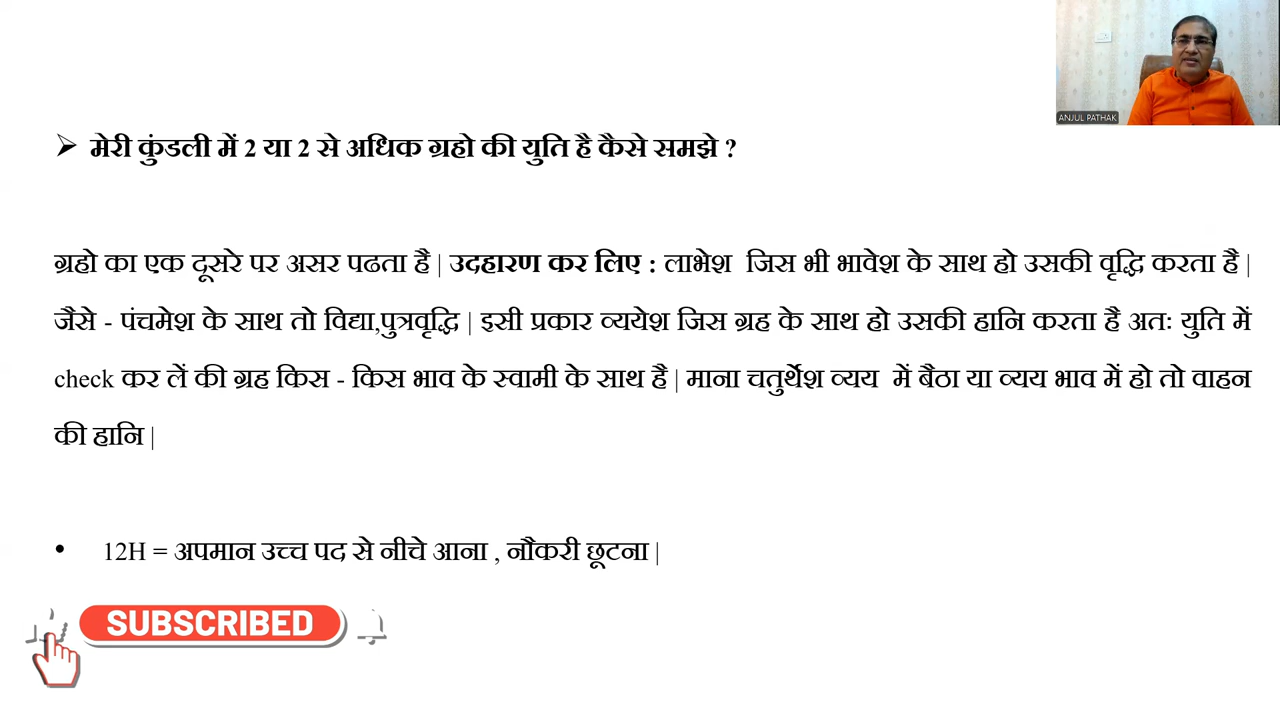 ANJUL PATHAK
➢ मेरी कुंडली में 2 या 2 से अधिक ग्रहो की युति है कैसे समझे ?
ग्रहो का एक दूसरे पर असर पढता है | उदहारण कर लिए : लाभेश जिस भी भावेश के साथ हो उसकी वृद्धि करता है |
जैसे - पंचमेश के साथ तो विद्या,पुत्रवृद्धि | इसी प्रकार व्ययेश जिस ग्रह के साथ हो उसकी हानि करता है अतः युति में
check कर लें की ग्रह किस - किस भाव के स्वामी के साथ है | माना चतुर्थेश व्यय में बैठा या व्यय भाव में हो तो वाहन
की हानि |
• 12H = अपमान उच्च पद से नीचे आना , नौकरी छूटना |
SUBSCRIBED